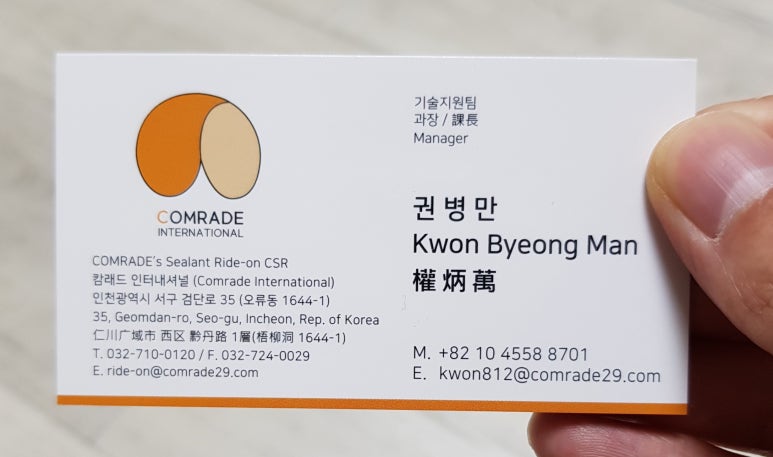 COMRADE
INTERNATIONAL
COMRADE's Sealant Ride-on CSR
캄래드 인터내셔널 (Comrade International)
인천광역시 서구 검단로 35 (오류동 1644-1)
35, Geomdan-ro, Seo-gu, Incheon, Rep. of Korea
仁川广域市 西区 黔丹路 1層(梧柳洞 1644-1)
T. 032-710-0120 / F. 032-724-0029
E. ride-on@comrade29.com
기술지원팀
과장 / 課長
Manager
권병만
Kwon Byeong Man
權炳萬
M. +82 10 4558 8701
E. kwon812@comrade29.com